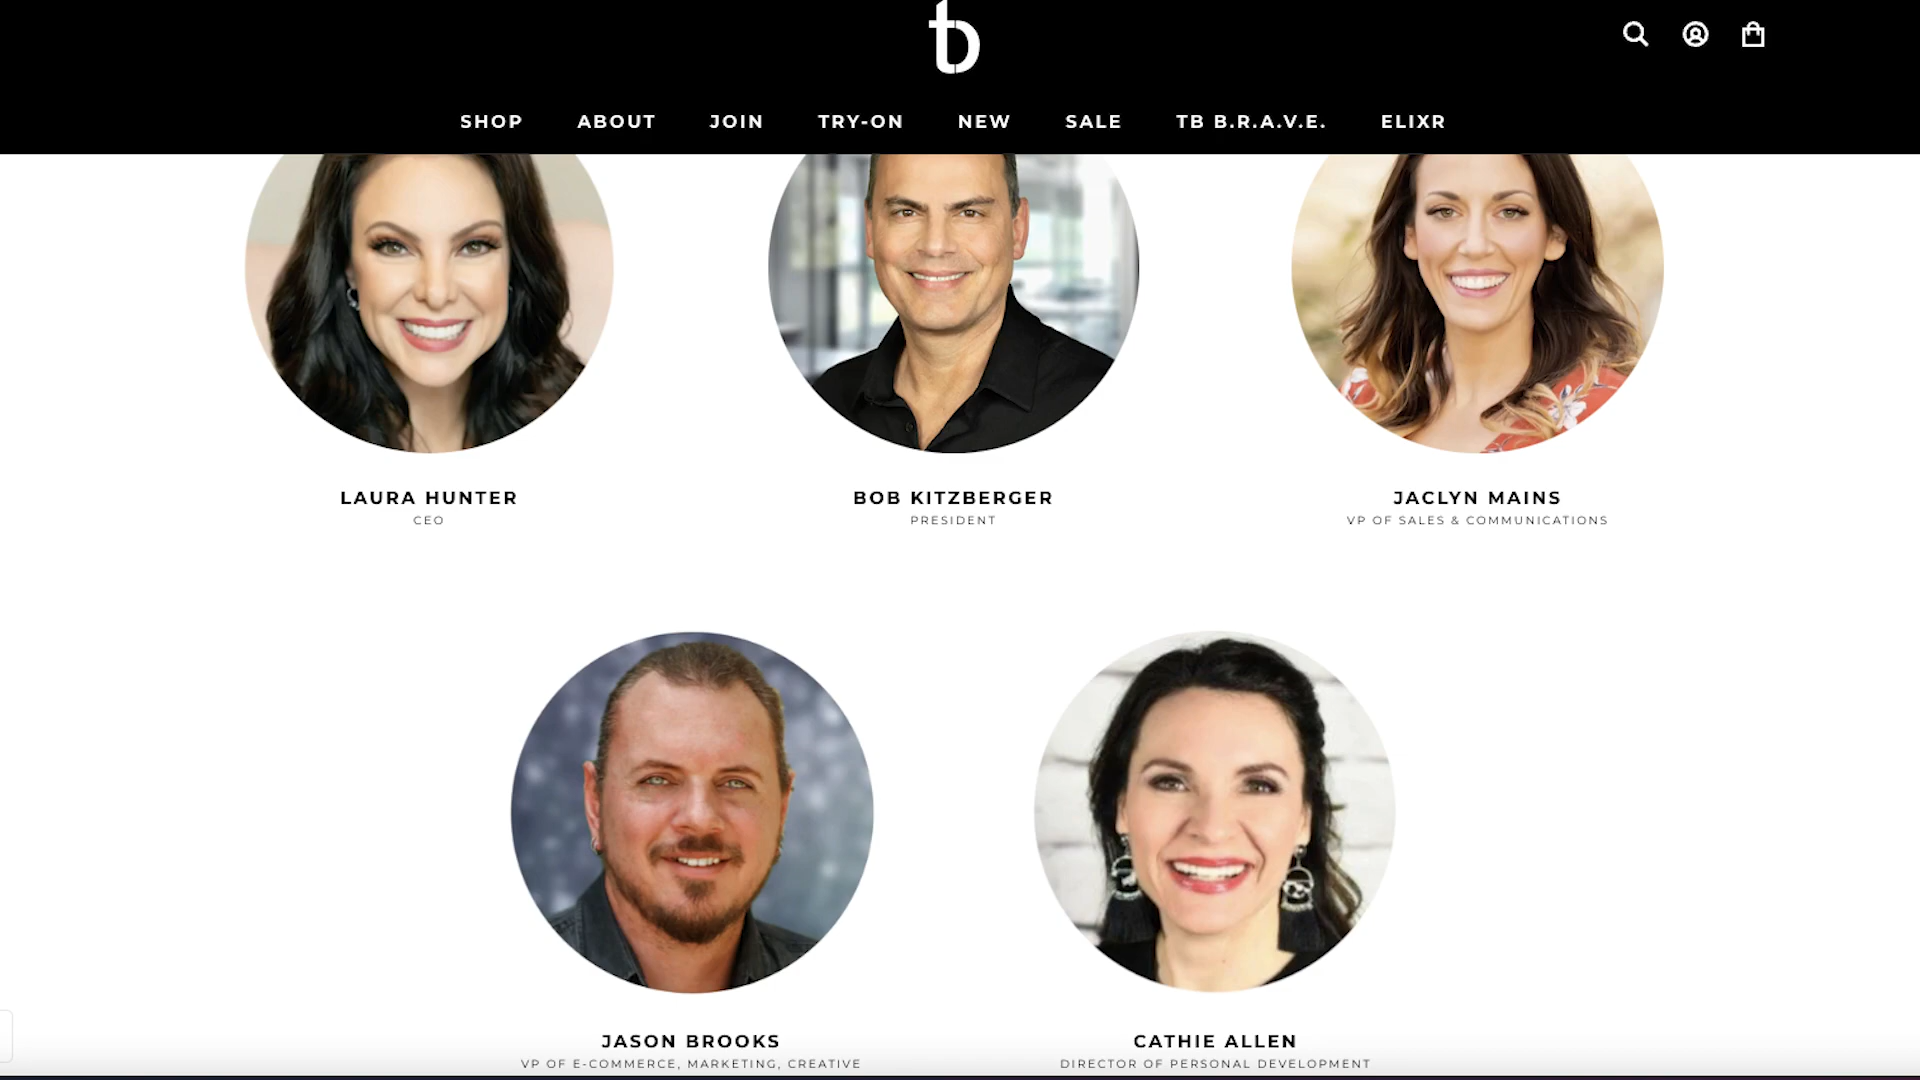 tb
SHOP ABOUT JOIN TRY-ON NEW SALE TB B.R.A.V.E. ELIXR
LAURA HUNTER
CEO
BOB KITZBERGER
PRESIDENT
JACLYN MAINS
VP OF SALES & COMMUNICATIONS
JASON BROOKS
VP OF E-COMMERCE, MARKETING, CREATIVE
CATHIE ALLEN
DIRECTOR OF PERSONAL DEVELOPMENT